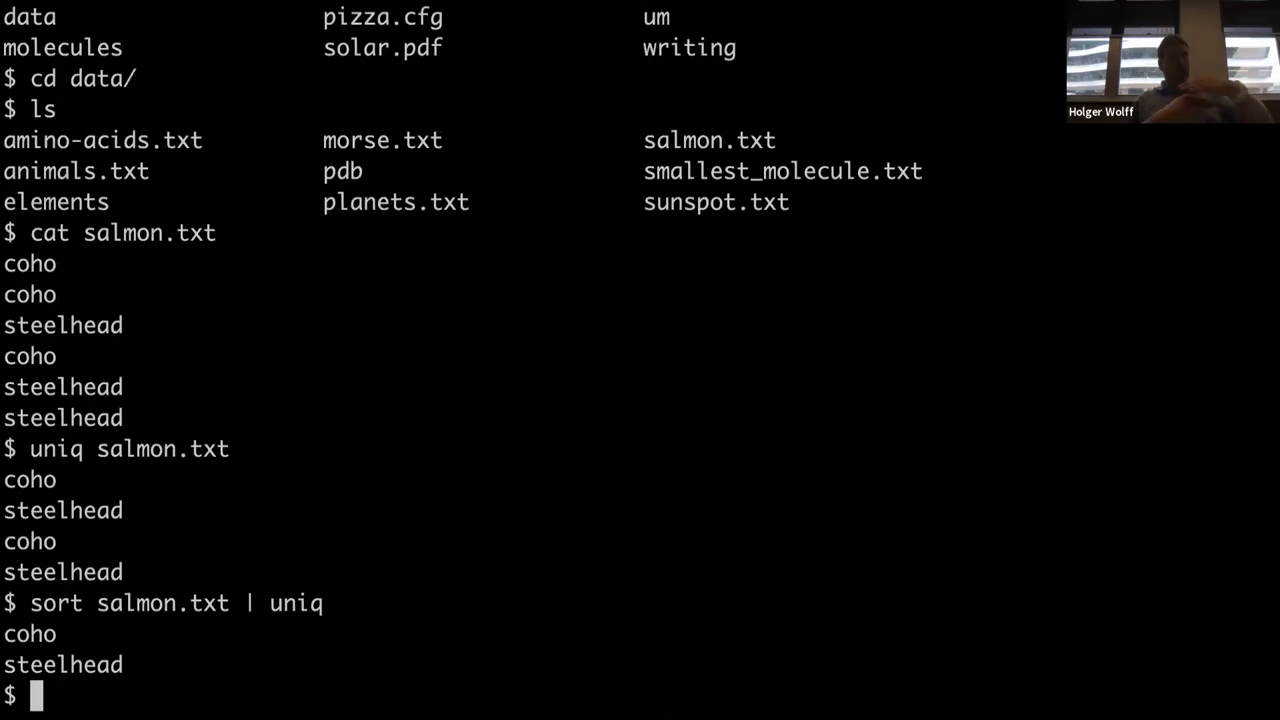 data pizza.cfg um
molecules solar.pdf writing
$ cd data/
$ ls
amino-acids.txt morse.txt salmon.txt
animals.txt pdb smallest_molecule.txt
elements planets.txt sunspot.txt
$ cat salmon.txt
coho
coho
steelhead
coho
steelhead
steelhead
$ uniq salmon.txt
coho
steelhead
coho
steelhead
$ sort salmon.txt | uniq
coho
steelhead
$
Holger Wolff